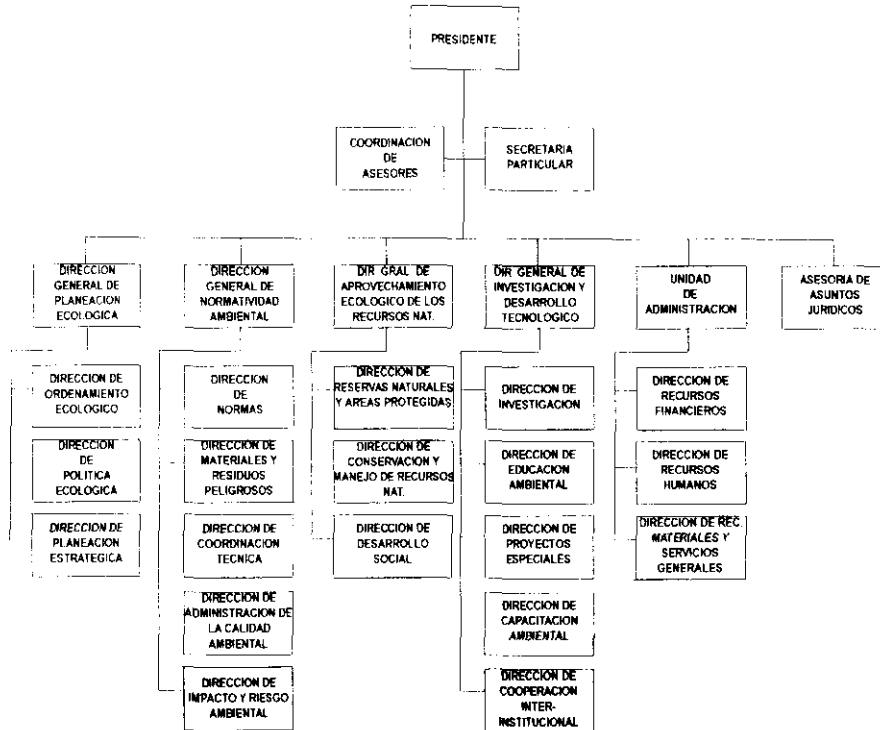 PRESIDENTE
COORDINACION
DE
ASESORES
SECRETARIA
PARTICULAR
DIRECCION
GENERAL DE
PLANEACION
ECOLOGICA
DIRECCION
GENERAL DE
NORMATIVIDAD
AMBIENTAL
DIR GRAL DE
APROVECHAMIENTO
ECOLOGICO DE LOS
RECURSOS NAT.
DIR GENERAL DE
INVESTIGACION Y
DESARROLLO
TECNOLOGICO
UNIDAD
DE
ADMINISTRACION
ASESORIA DE
ASUNTOS
JURIDICOS
DIRECCION DE
ORDENAMIENTO
ECOLOGICO
DIRECCION
DE
POLITICA
ECOLOGICA
DIRECCION DE
PLANEACION
ESTRATEGICA
DIRECCION
DE
NORMAS
DIRECCION DE
MATERIALES Y
RESIDUOS
PELIGROSOS
DIRECCION DE
COORDINACION
TECNICA
DIRECCION DE
ADMINISTRACION DE
LA CALIDAD
AMBIENTAL
DIRECCION DE
IMPACTO Y RIESGO
AMBIENTAL
DIRECCION DE
RESERVAS NATURALES
Y AREAS PROTEGIDAS
DIRECCION DE
CONSERVACION Y
MANEJO DE RECURSOS
NAT.
DIRECCION DE
DESARROLLO
SOCIAL
DIRECCION DE
INVESTIGACION
DIRECCION DE
EDUCACION
AMBIENTAL
DIRECCION DE
PROYECTOS
ESPECIALES
DIRECCION DE
CAPACITACION
AMBIENTAL
DIRECCION DE
COOPERACION
INTER-
INSTITUCIONAL
DIRECCION DE
RECURSOS
FINANCIEROS
DIRECCION DE
RECURSOS
HUMANOS
DIRECCION DE REC.
MATERIALES Y
SERVICIOS
GENERALES